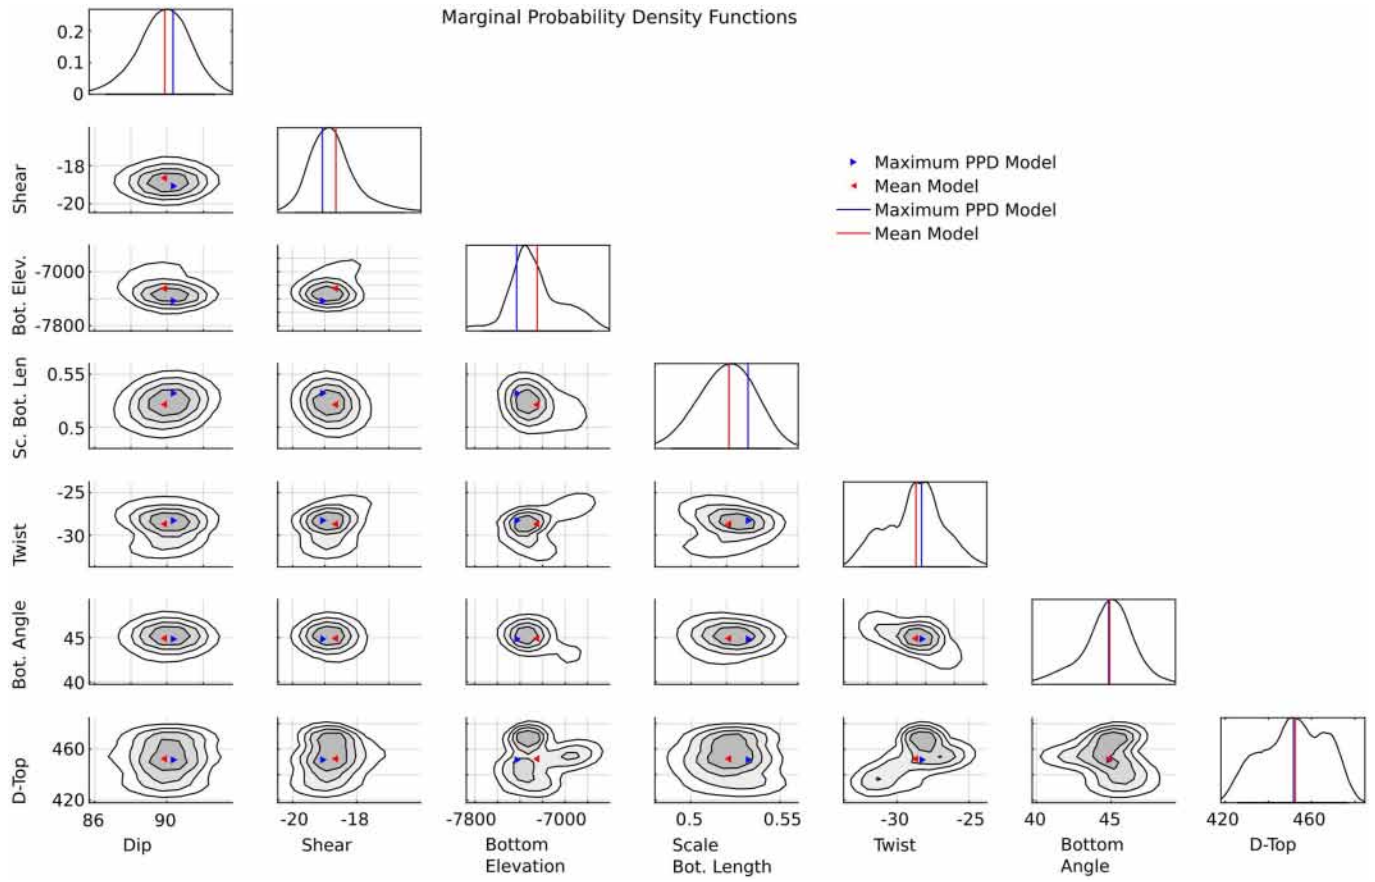 Marginal Probability Density Functions
0.2
0.1
0
Shear
-18
-20
Maximum PPD Model
Mean Model
Maximum PPD Model
Mean Model
Bot. Elev.
-7000
-7800
Sc. Bot. Len
0.55
0.5
Twist
-25
-30
Bot. Angle
45
40
D-Top
460
420
86 90 -20 -18 -7800 -7000 0.5 0.55 -30 -25 40 45 420 460
Dip Shear Bottom Scale Twist Bottom D-Top
Elevation Bot. Length Angle